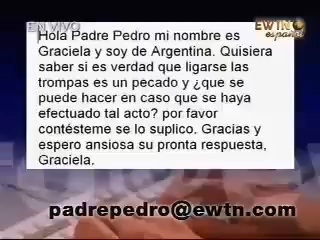 EN VIVO
EWTN
español
Hola Padre Pedro mi nombre es
Graciela y soy de Argentina. Quisiera
saber si es verdad que ligarse las
trompas es un pecado y ¿que se
puede hacer en caso que se haya
efectuado tal acto? por favor
contésteme se lo suplico. Gracias y
espero ansiosa su pronta respuesta,
Graciela.
padrepedro@ewtn.com